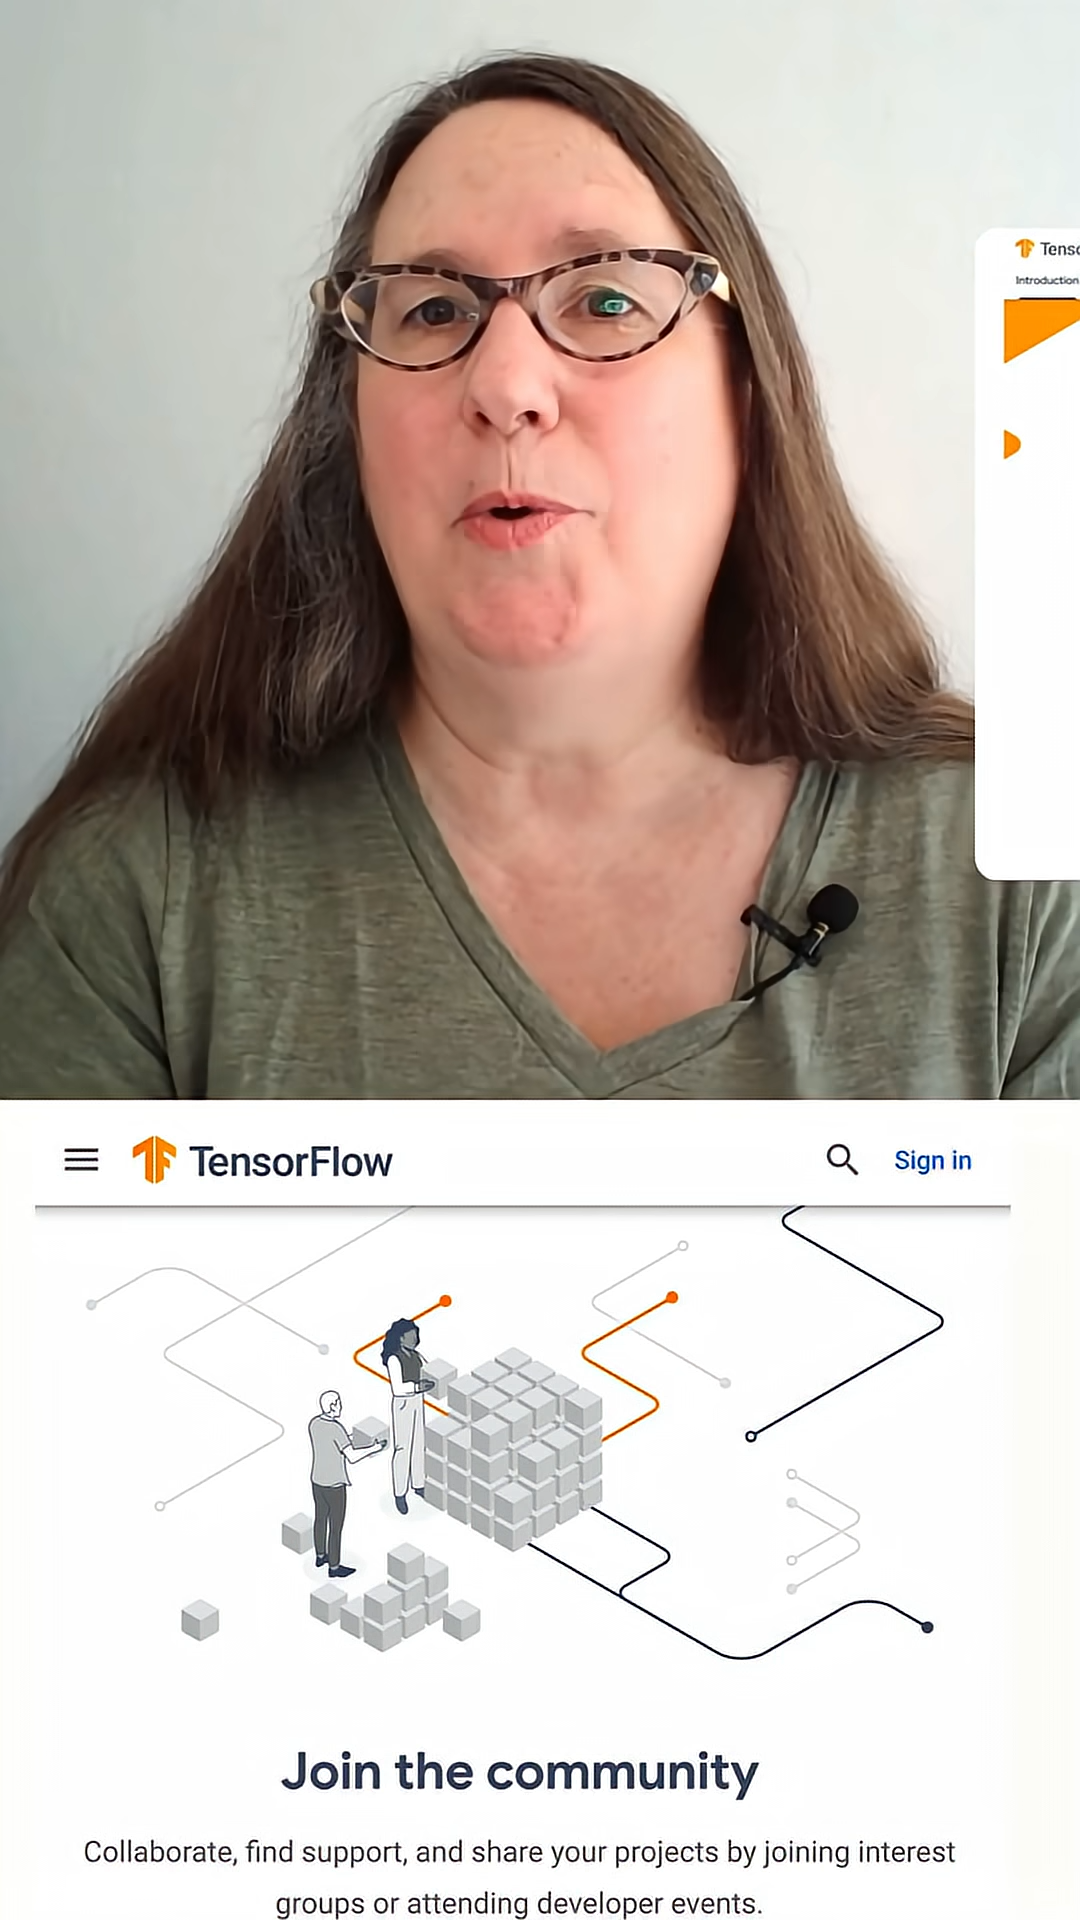 Introduction
TensorFlow
Sign in
Join the community
Collaborate, find support, and share your projects by joining interest
groups or attending developer events.